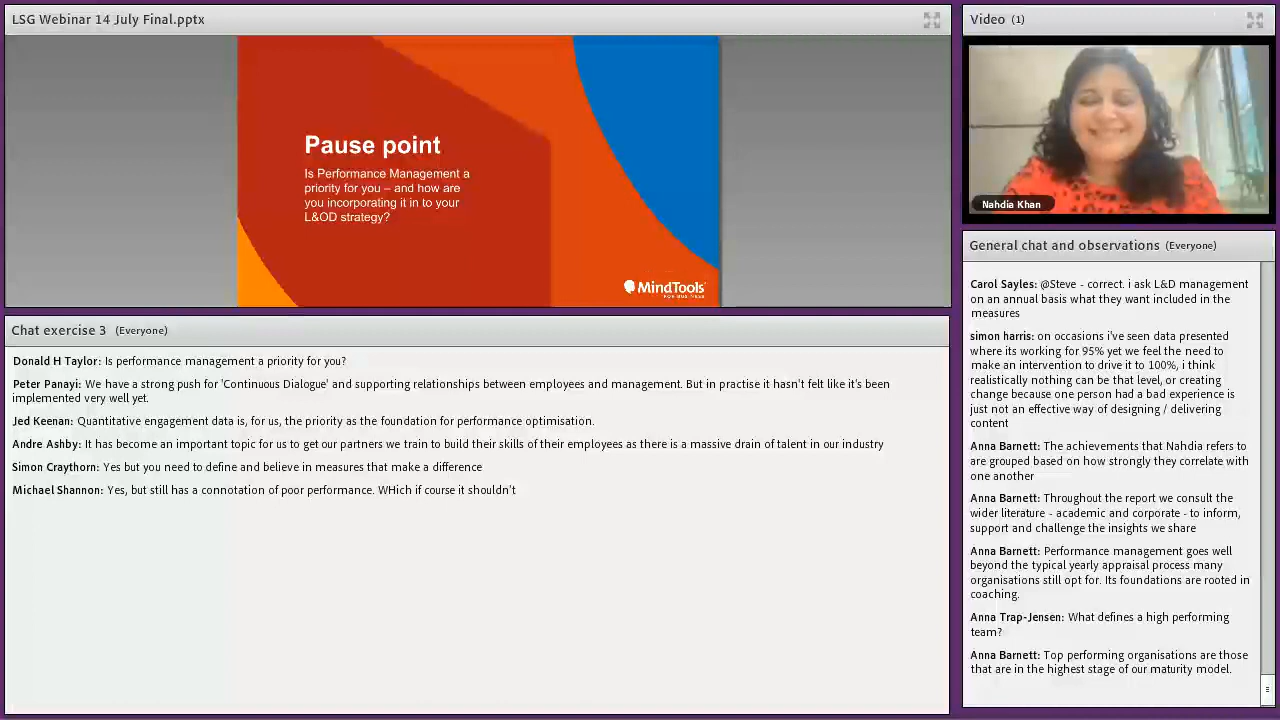 LSG Webinar 14 July Final.pptx
Pause point
Is Performance Management a
priority for you – and how are
you incorporating it in to your
L&OD strategy?
MindTools
FOR BUSINESS
Video (1)
Nahdia Khan
Chat exercise 3 (Everyone)
Donald H Taylor: Is performance management a priority for you?
Peter Panayi: We have a strong push for 'Continuous Dialogue' and supporting relationships between employees and management. But in practise it hasn't felt like it's been
implemented very well yet.
Jed Keenan: Quantitative engagement data is, for us, the priority as the foundation for performance optimisation.
Andre Ashby: It has become an important topic for us to get our partners we train to build their skills of their employees as there is a massive drain of talent in our industry
Simon Craythorn: Yes but you need to define and believe in measures that make a difference
Michael Shannon: Yes, but still has a connotation of poor performance. WHich if course it shouldn't
General chat and observations (Everyone)
Carol Sayles: @Steve - correct. i ask L&D management
on an annual basis what they want included in the
measures
simon harris: on occasions i've seen data presented
where its working for 95% yet we feel the need to
make an intervention to drive it to 100%, i think
realistically nothing can be that level, or creating
change because one person had a bad experience is
just not an effective way of designing / delivering
content
Anna Barnett: The achievements that Nahdia refers to
are grouped based on how strongly they correlate with
one another
Anna Barnett: Throughout the report we consult the
wider literature - academic and corporate - to inform,
support and challenge the insights we share
Anna Barnett: Performance management goes well
beyond the typical yearly appraisal process many
organisations still opt for. Its foundations are rooted in
coaching.
Anna Trap-Jensen: What defines a high performing
team?
Anna Barnett: Top performing organisations are those
that are in the highest stage of our maturity model.